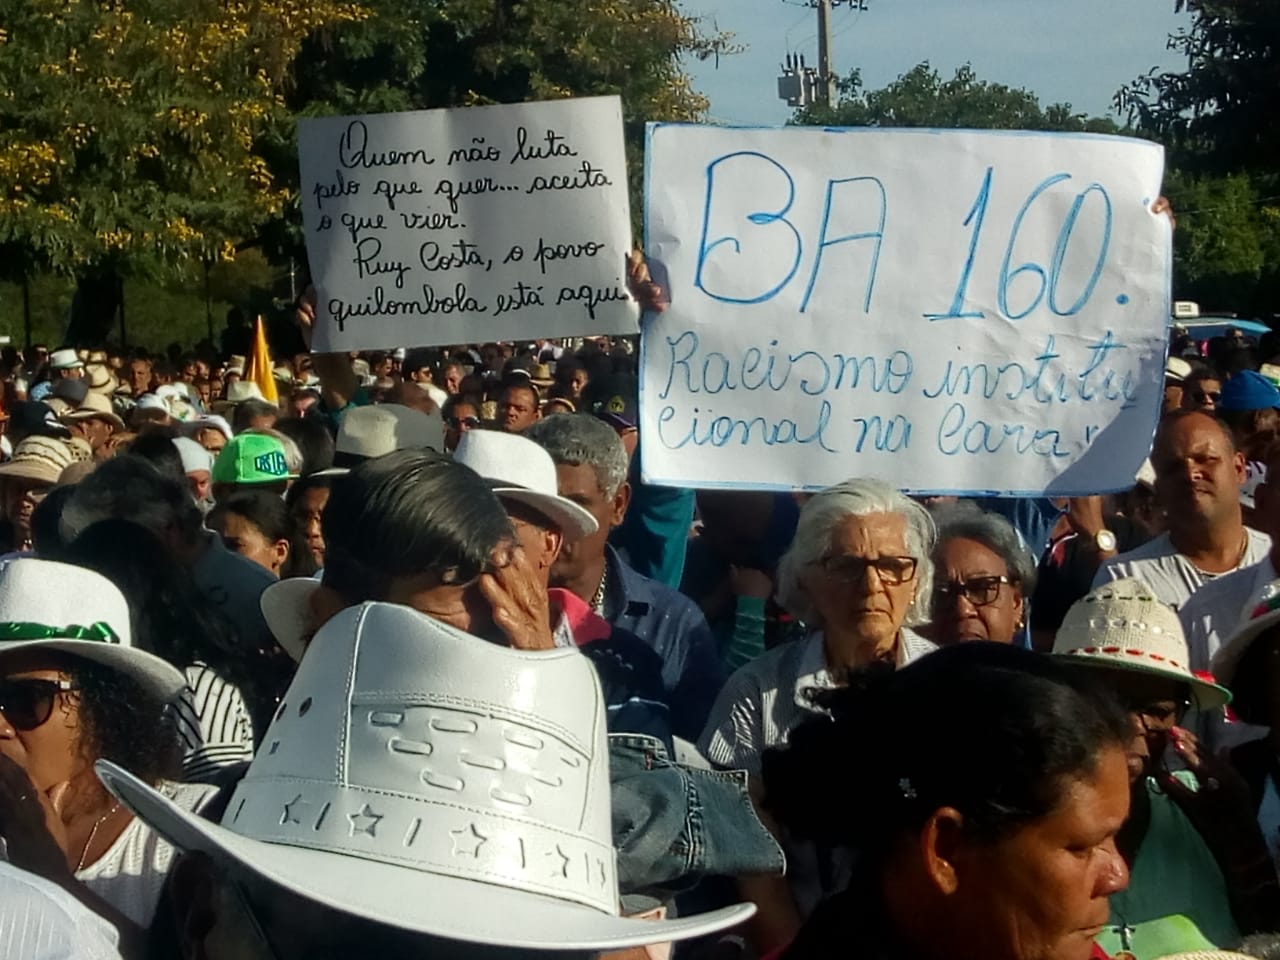 Quem não luta
pelo que quer... aceita
o que vier.
Ruy Costa, o povo
quilombola está aqui
BA 160.
Racismo institu
cional na cara,